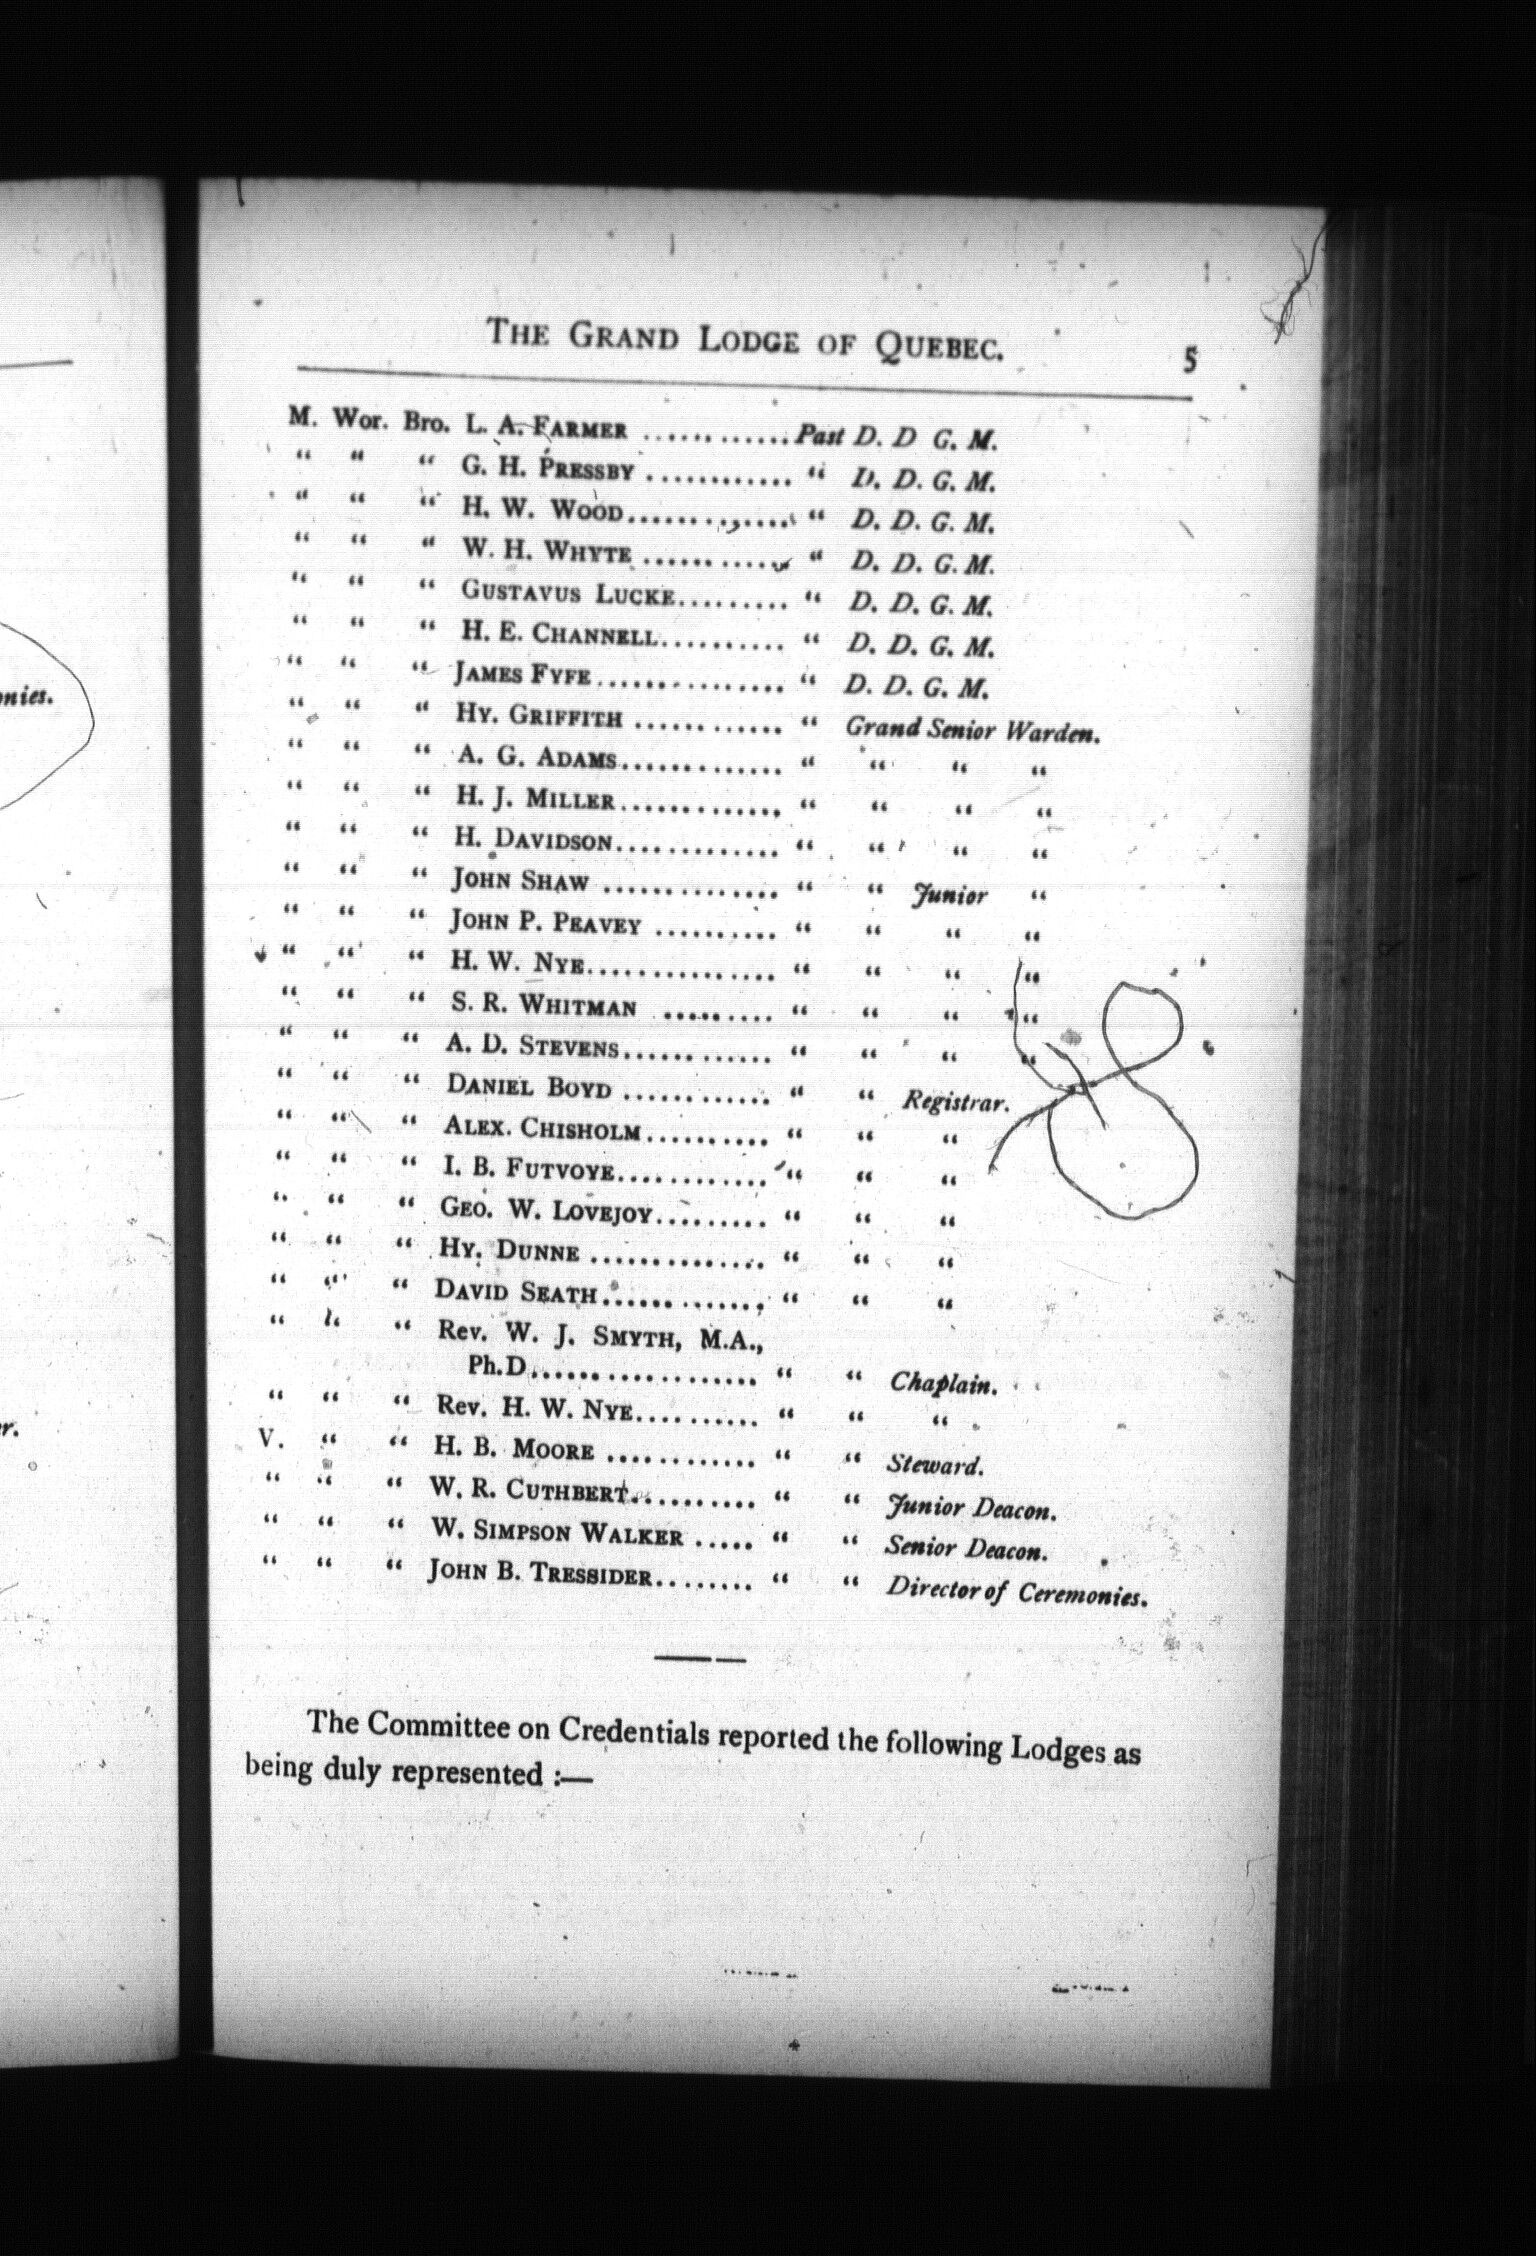 THE GRAND LODGE OF QUEBEC. 5
M. Wor. Bro. L. A. FARMER ............ Past D. D G. M.
" " " G. H. PRESSBY ............ " D. D. G. M.
" " " H. W. WOOD............. " D. D. G. M.
" " " W. H. WHYTE ............ " D. D. G. M.
" " " GUSTAVUS LUCKE......... " D. D. G. M.
" " " H. E. CHANNELL.......... " D. D. G. M.
" " " JAMES FYFE............... " D. D. G. M.
" " " HY. GRIFFITH ............ " Grand Senior Warden.
" " " A. G. ADAMS............. " " " "
" " " H. J. MILLER............. " " " "
" " " H. DAVIDSON............. " " " "
" " " JOHN SHAW .............. " " Junior "
" " " JOHN P. PEAVEY .......... " " " "
" " " H. W. NYE............... " " " "
" " " S. R. WHITMAN ......... " " " "
" " " A. D. STEVENS............ " " " "
" " " DANIEL BOYD ............ " " Registrar.
" " " ALEX. CHISHOLM.......... " " "
" " " I. B. FUTVOYE............ " " "
" " " GEO. W. LOVEJOY......... " " "
" " " HY. DUNNE .............. " " "
" " " DAVID SEATH............. " " "
" " " Rev. W. J. SMYTH, M.A.,
Ph.D.................. " " Chaplain.
" " " Rev. H. W. NYE.......... " " "
V. " " H. B. MOORE ............ " " Steward.
" " " W. R. CUTHBERT.......... " " Junior Deacon.
" " " W. SIMPSON WALKER ..... " " Senior Deacon.
" " " JOHN B. TRESSIDER........ " " Director of Ceremonies.
The Committee on Credentials reported the following Lodges as
being duly represented :—